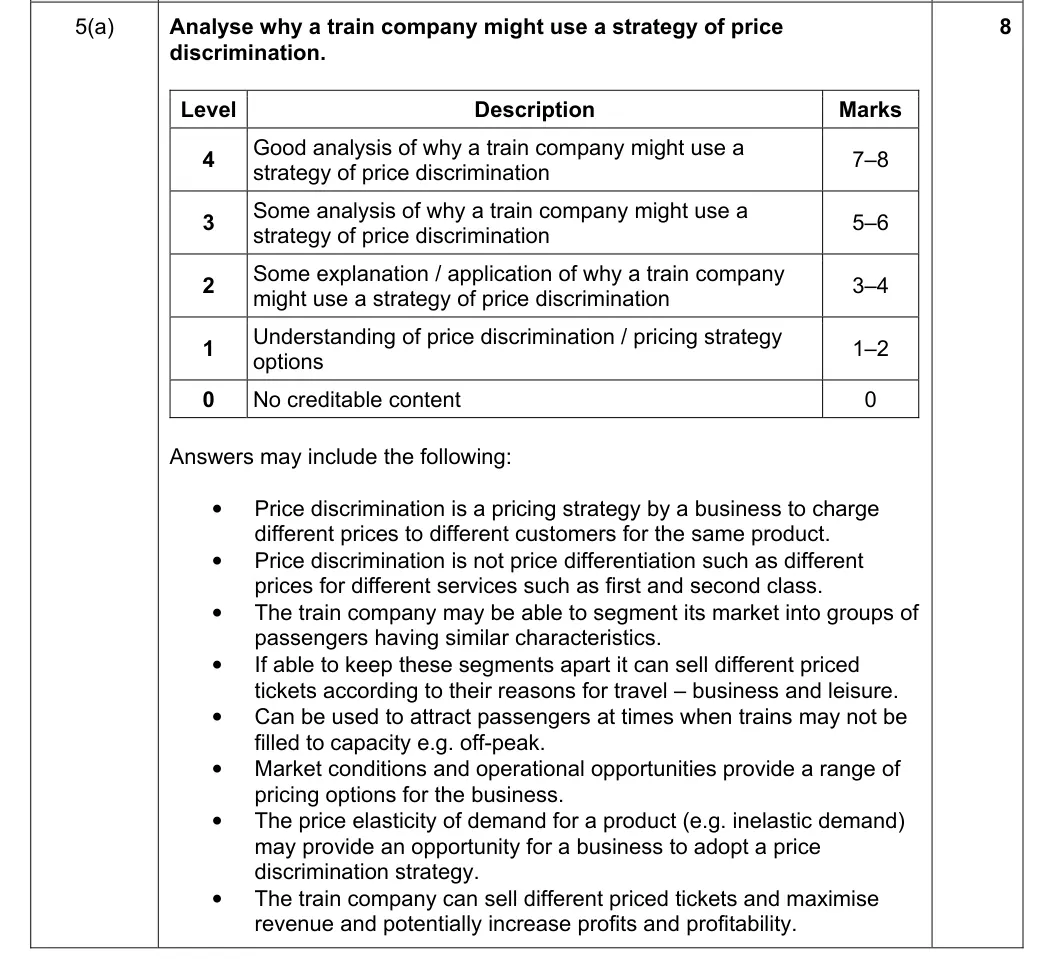 5(a) Analyse why a train company might use a strategy of price 8
discrimination.
Level Description Marks
4 Good analysis of why a train company might use a 7–8
strategy of price discrimination
3 Some analysis of why a train company might use a 5–6
strategy of price discrimination
2 Some explanation / application of why a train company 3–4
might use a strategy of price discrimination
1 Understanding of price discrimination / pricing strategy 1–2
options
0 No creditable content 0
Answers may include the following:
• Price discrimination is a pricing strategy by a business to charge
different prices to different customers for the same product.
• Price discrimination is not price differentiation such as different
prices for different services such as first and second class.
• The train company may be able to segment its market into groups of
passengers having similar characteristics.
• If able to keep these segments apart it can sell different priced
tickets according to their reasons for travel – business and leisure.
• Can be used to attract passengers at times when trains may not be
filled to capacity e.g. off-peak.
• Market conditions and operational opportunities provide a range of
pricing options for the business.
• The price elasticity of demand for a product (e.g. inelastic demand)
may provide an opportunity for a business to adopt a price
discrimination strategy.
• The train company can sell different priced tickets and maximise
revenue and potentially increase profits and profitability.